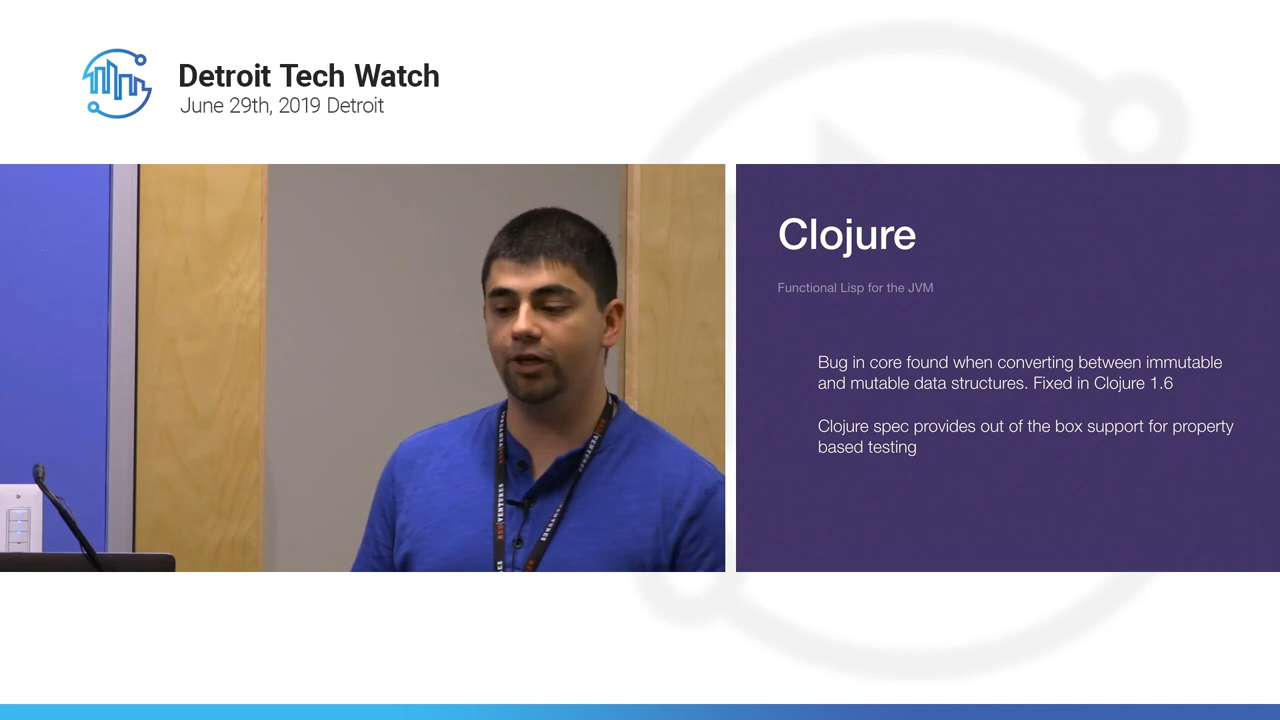 Detroit Tech Watch
June 29th, 2019 Detroit
Clojure
Functional Lisp for the JVM
Bug in core found when converting between immutable
and mutable data structures. Fixed in Clojure 1.6
Clojure spec provides out of the box support for property
based testing
RED VENTURES